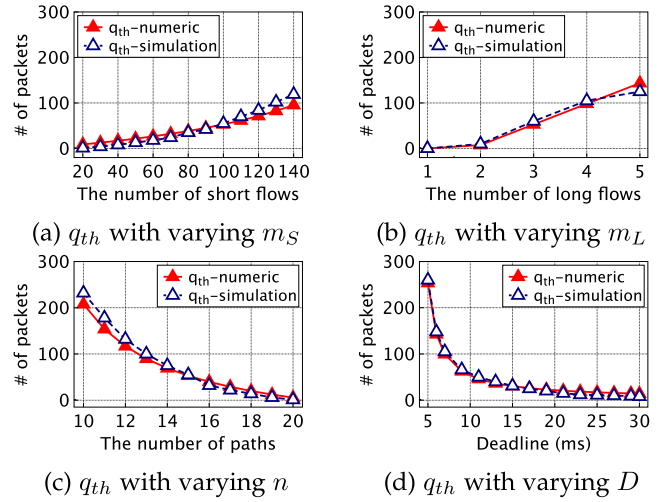 300
200
100
0
# of packets
q_th-numeric
q_th-simulation
20 40 60 80 100 120 140
The number of short flows
(a) q_th with varying m_S
300
200
100
0
# of packets
q_th-numeric
q_th-simulation
1 2 3 4 5
The number of long flows
(b) q_th with varying m_L
300
200
100
0
# of packets
q_th-numeric
q_th-simulation
10 12 14 16 18 20
The number of paths
(c) q_th with varying n
300
200
100
0
# of packets
q_th-numeric
q_th-simulation
5 10 15 20 25 30
Deadline (ms)
(d) q_th with varying D